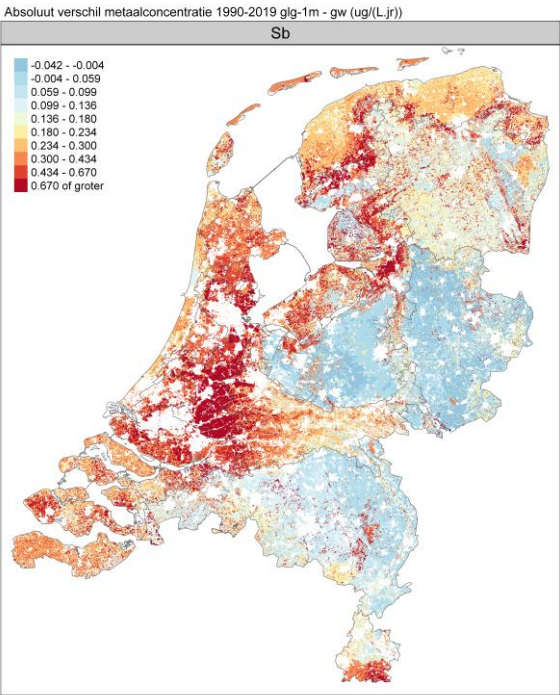 Absoluut verschil metaalconcentratie 1990-2019 glg-1m - gw (ug/(L.jr))
Sb
-0.042 - -0.004
-0.004 - 0.059
0.059 - 0.099
0.099 - 0.136
0.136 - 0.180
0.180 - 0.234
0.234 - 0.300
0.300 - 0.434
0.434 - 0.670
0.670 of groter